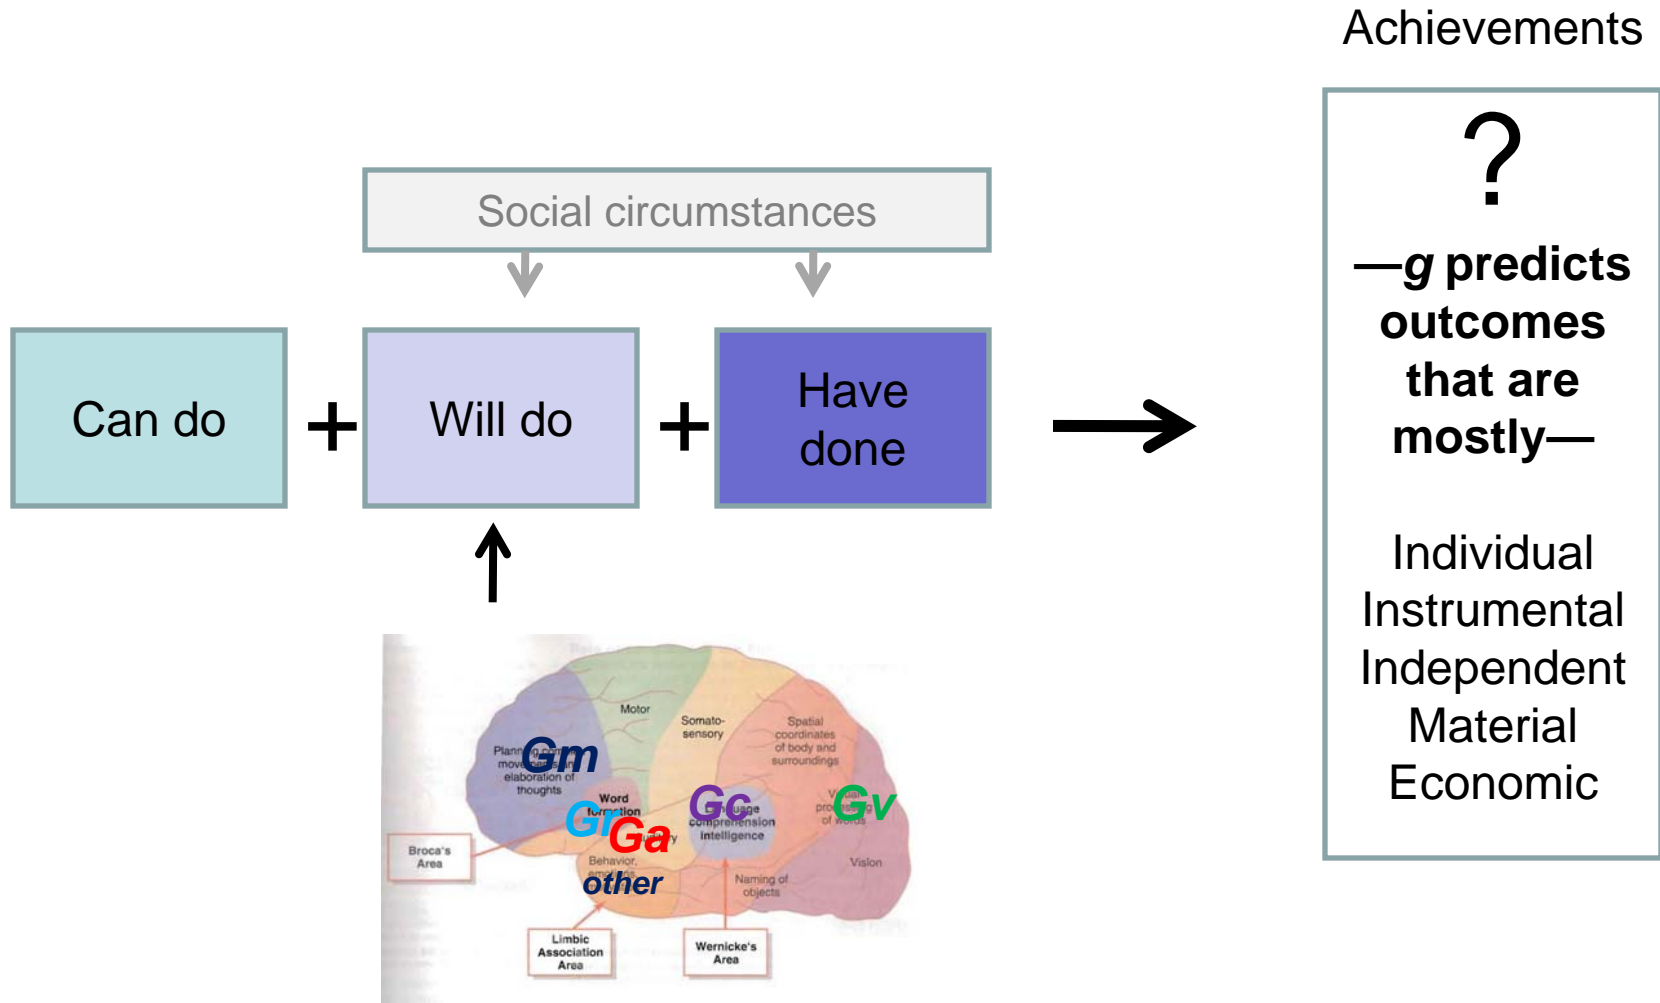 Achievements
?
—g predicts
outcomes
that are
mostly—
Individual
Instrumental
Independent
Material
Economic
Social circumstances
Can do
+
Will do
+
Have
done
Motor
Somato-
sensory
Spatial
coordinates
of body and
surroundings
Gm
elaboration of
thoughts
Word
Gr
Ga
Gc
comprehension
intelligence
Gv
of words
Vision
Behavior,
other
Naming of
objects
Broca's
Area
Limbic
Association
Area
Wernicke's
Area